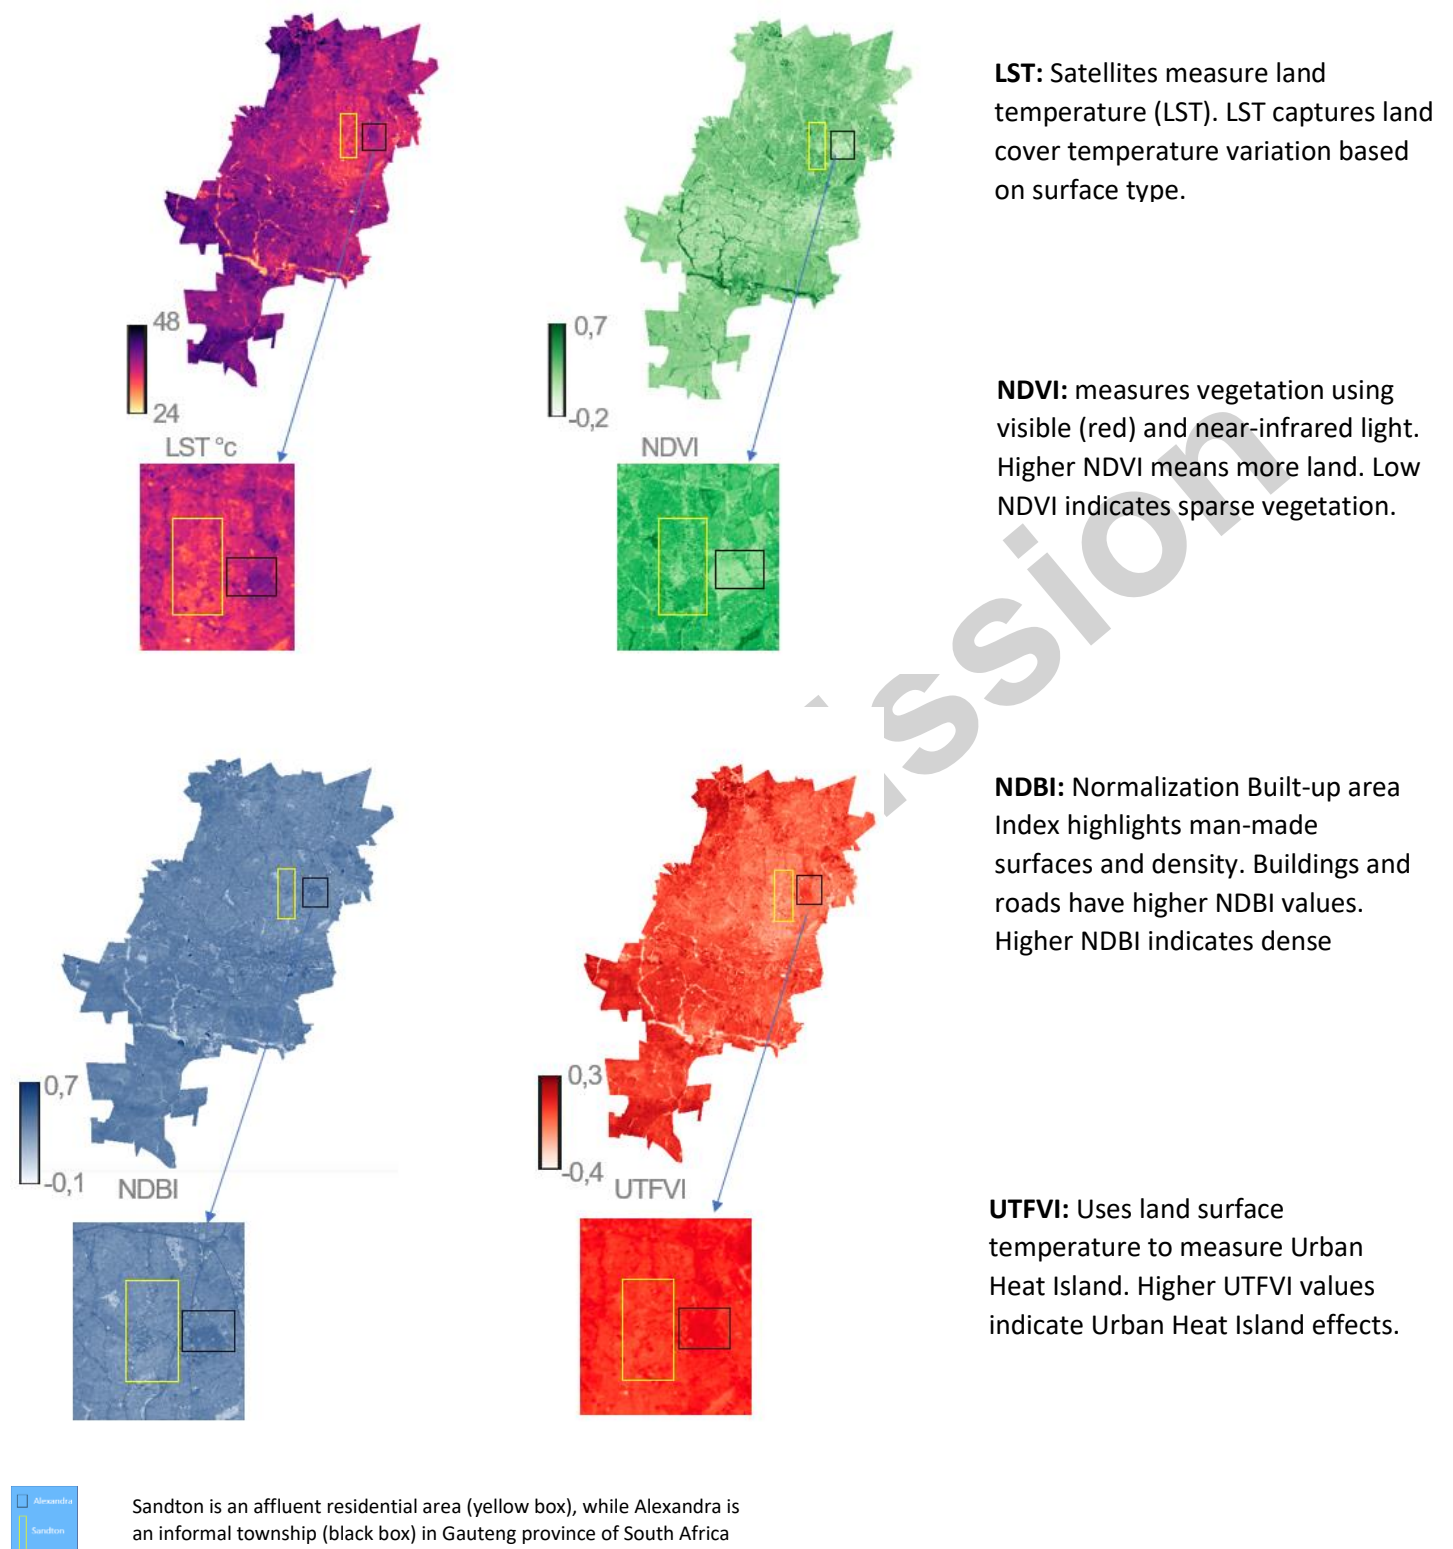 LST: Satellites measure land
temperature (LST). LST captures land
cover temperature variation based
on surface type.
48
24
LST °c
0,7
-0,2
NDVI
NDVI: measures vegetation using
visible (red) and near-infrared light.
Higher NDVI means more land. Low
NDVI indicates sparse vegetation.
ission
NDBI: Normalization Built-up area
Index highlights man-made
surfaces and density. Buildings and
roads have higher NDBI values.
Higher NDBI indicates dense
0,7
-0,1
NDBI
0,3
-0,4
UTFVI
UTFVI: Uses land surface
temperature to measure Urban
Heat Island. Higher UTFVI values
indicate Urban Heat Island effects.
Alexandra
Sandton
Sandton is an affluent residential area (yellow box), while Alexandra is
an informal township (black box) in Gauteng province of South Africa